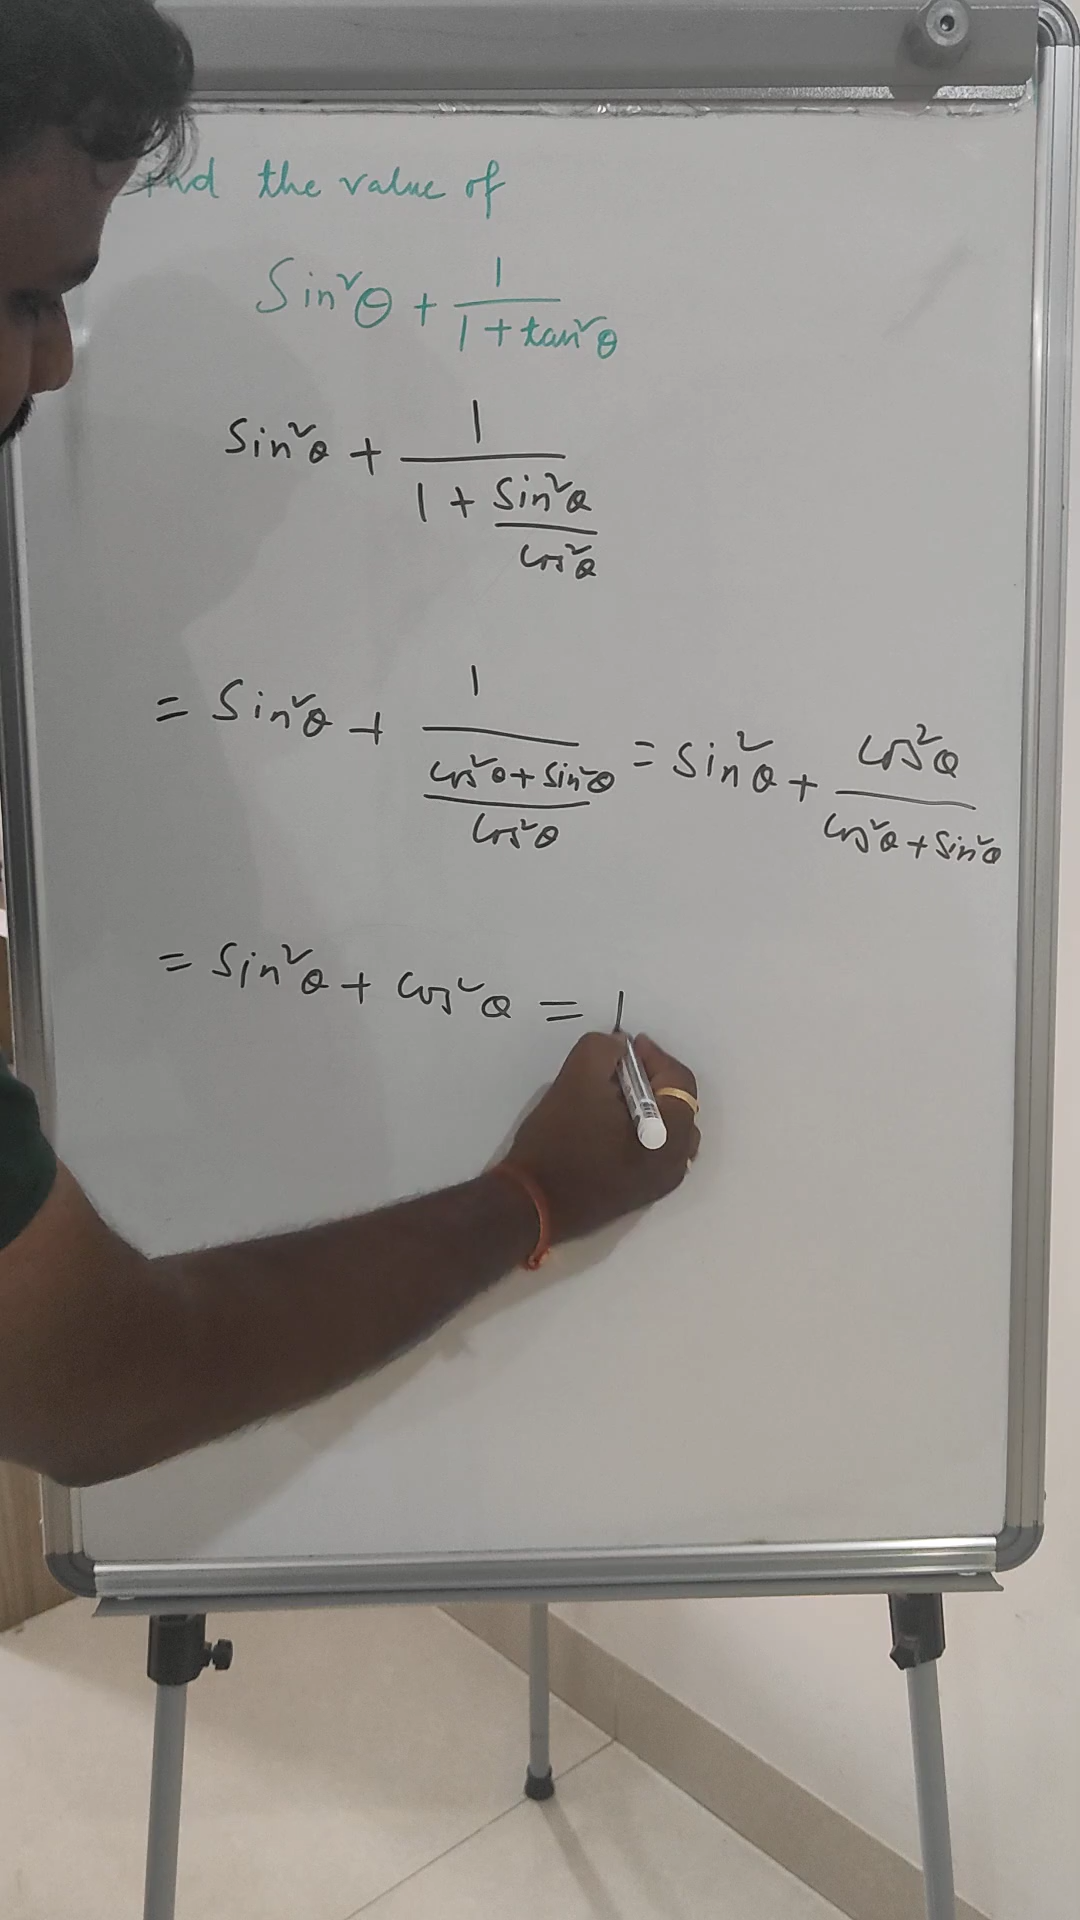 the value of
Sin²θ + 1/(1 + tan²θ)
Sin²θ + 1/(1 + Sin²θ/cos²θ)
= Sin²θ + 1/((cos²θ + Sin²θ)/cos²θ) = Sin²θ + cos²θ/(cos²θ + Sin²θ)
= Sin²θ + cos²θ = 1